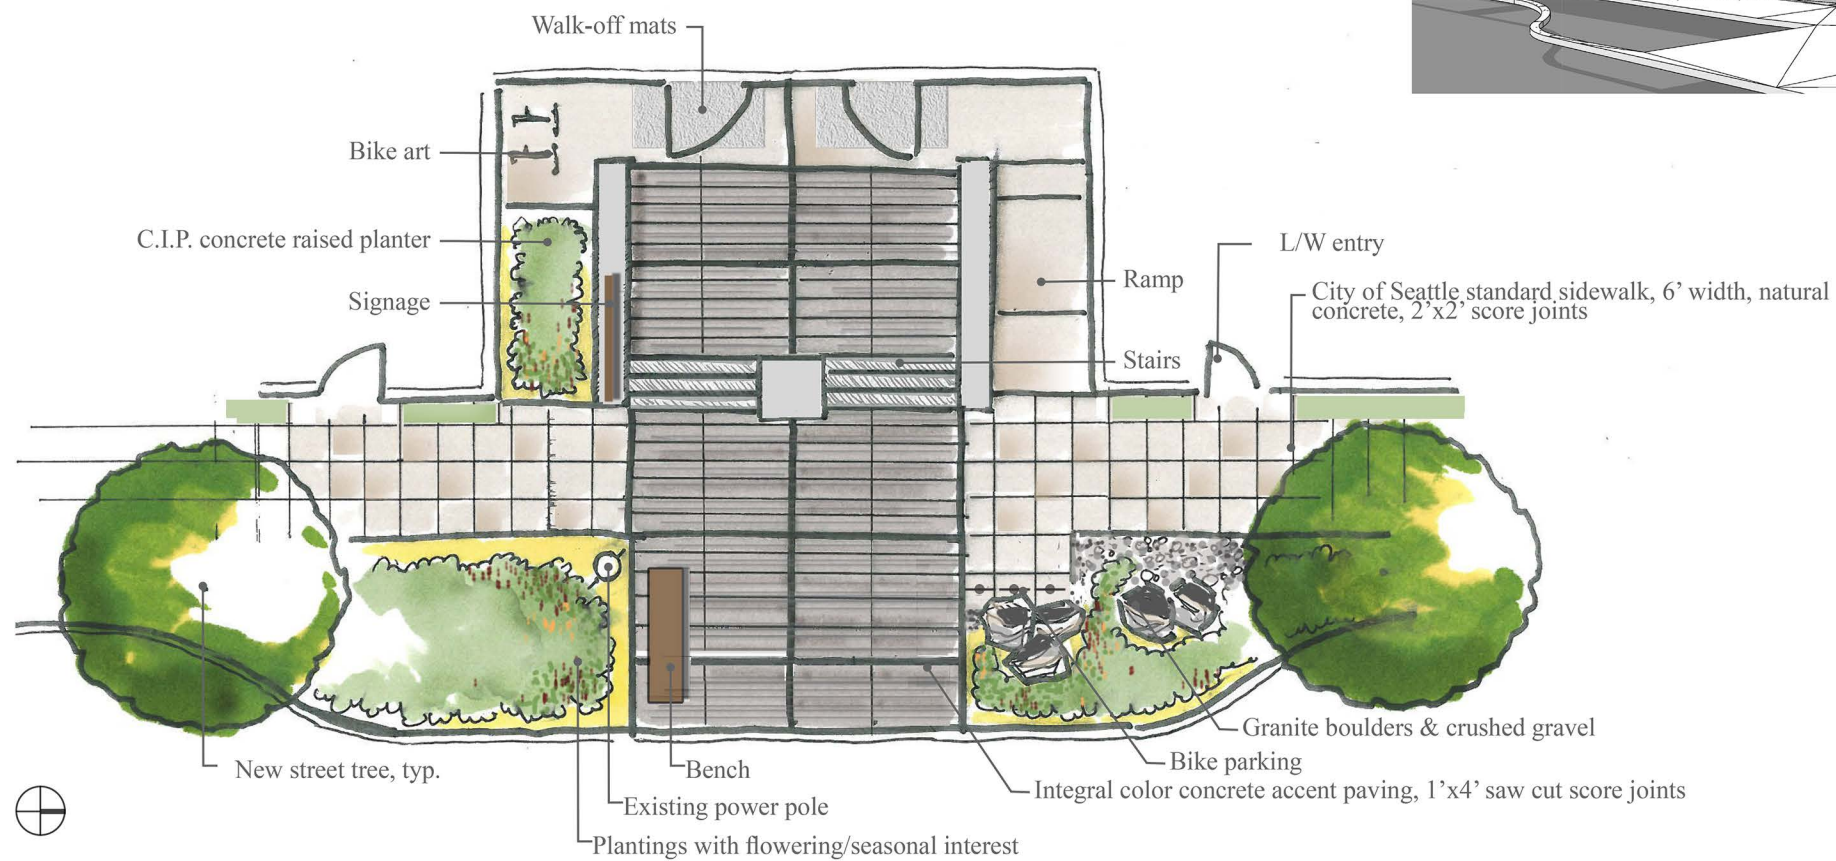 Walk-off mats
Bike art
C.I.P. concrete raised planter
Signage
L/W entry
Ramp
City of Seattle standard sidewalk, 6’ width, natural
concrete, 2’x2’ score joints
Stairs
Granite boulders & crushed gravel
Bike parking
New street tree, typ.
Bench
Integral color concrete accent paving, 1’x4’ saw cut score joints
Existing power pole
Plantings with flowering/seasonal interest